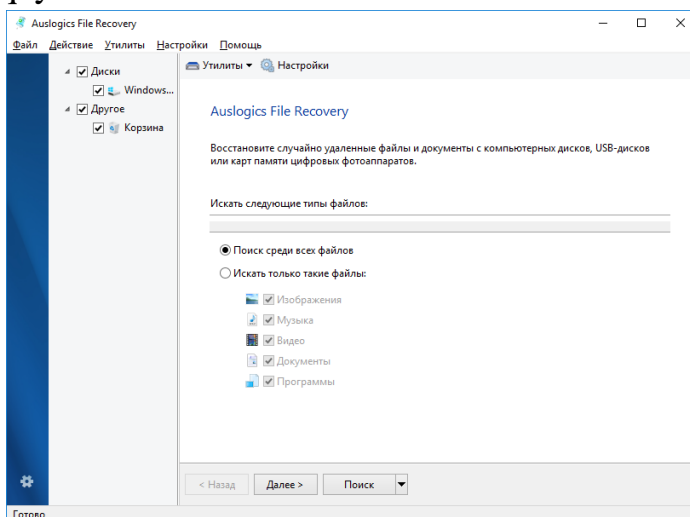 Auslogics File Recovery
Файл Действие Утилиты Настройки Помощь
Диски
Windows...
Другое
Корзина
Утилиты Настройки
Auslogics File Recovery
Восстановите случайно удаленные файлы и документы с компьютерных дисков, USB-дисков
или карт памяти цифровых фотоаппаратов.
Искать следующие типы файлов:
Поиск среди всех файлов
Искать только такие файлы:
Изображения
Музыка
Видео
Документы
Программы
< Назад Далее > Поиск
Готово